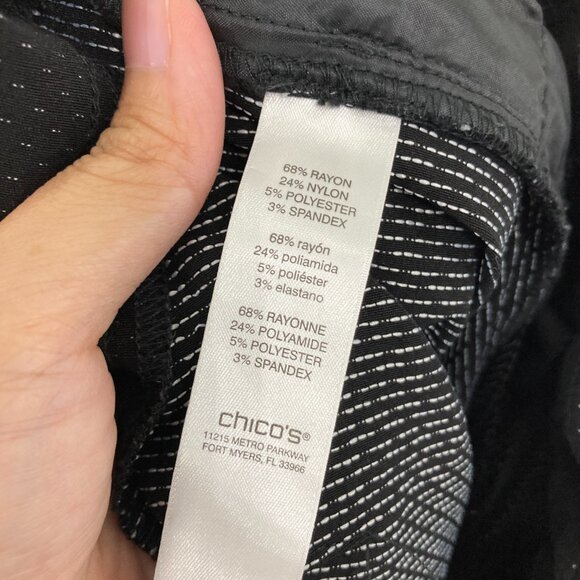 68% RAYON
24% NYLON
5% POLYESTER
3% SPANDEX
68% rayón
24% poliamida
5% poliéster
3% elastano
68% RAYONNE
24% POLYAMIDE
5% POLYESTER
3% SPANDEX
chico's®
11215 METRO PARKWAY
FORT MYERS, FL 33966